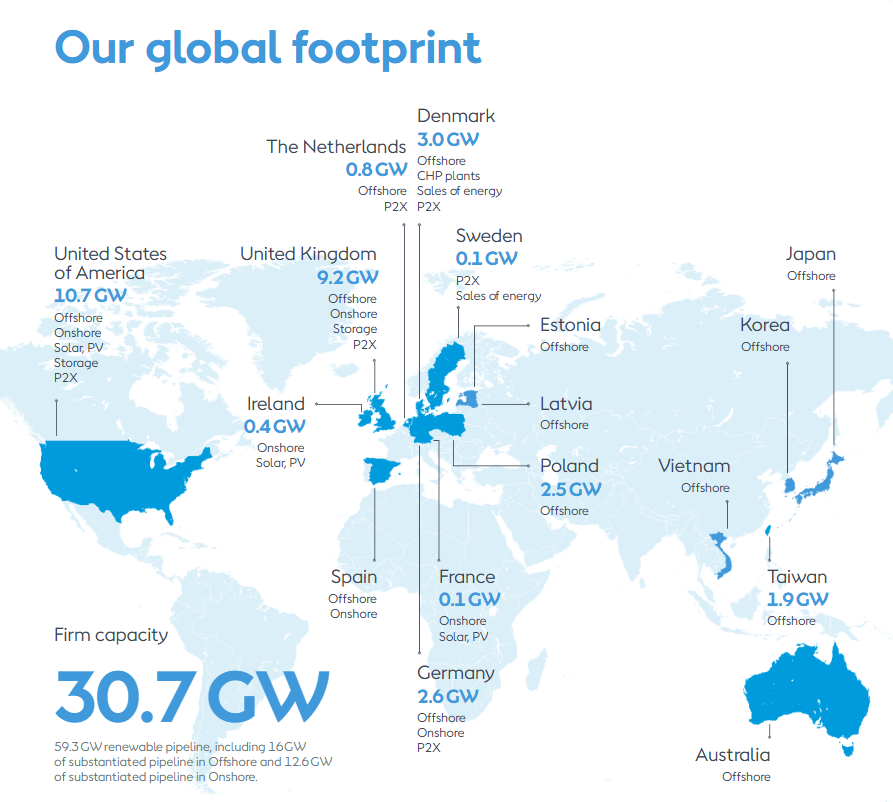 Our global footprint
Denmark
3.0 GW
Offshore
CHP plants
Sales of energy
P2X
The Netherlands
0.8 GW
Offshore
P2X
Sweden
0.1 GW
P2X
Sales of energy
United States
of America
10.7 GW
Offshore
Onshore
Solar, PV
Storage
P2X
United Kingdom
9.2 GW
Offshore
Onshore
Storage
P2X
Japan
Offshore
Estonia
Offshore
Korea
Offshore
Ireland
0.4 GW
Onshore
Solar, PV
Latvia
Offshore
Poland
2.5 GW
Offshore
Vietnam
Offshore
Spain
Offshore
Onshore
France
0.1 GW
Onshore
Solar, PV
Taiwan
1.9 GW
Offshore
Germany
2.6 GW
Offshore
Onshore
P2X
Australia
Offshore
Firm capacity
30.7 GW
59.3 GW renewable pipeline, including 16 GW
of substantiated pipeline in Offshore and 12.6 GW
of substantiated pipeline in Onshore.